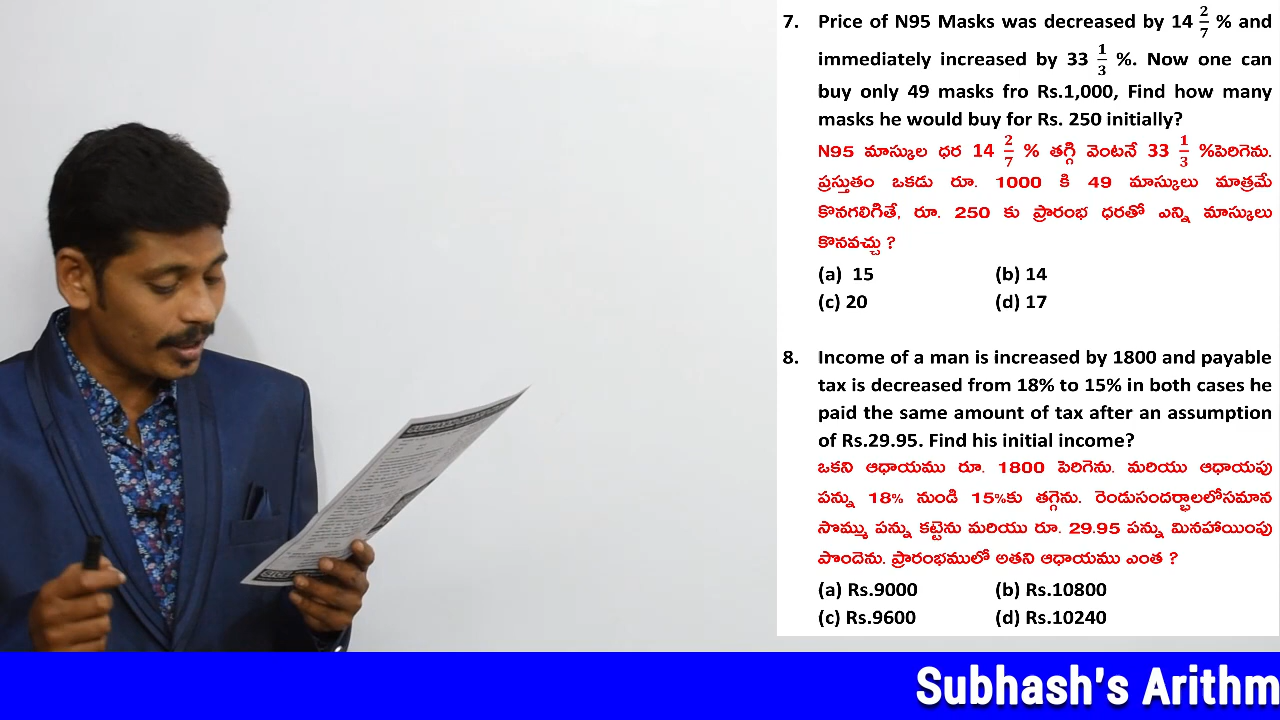 7. Price of N95 Masks was decreased by 14 2/7 % and
immediately increased by 33 1/3 %. Now one can
buy only 49 masks fro Rs.1,000, Find how many
masks he would buy for Rs. 250 initially?
N95 మాస్కుల ధర 14 2/7 % తగ్గి వెంటనే 33 1/3 %పెరిగెను.
ప్రస్తుతం ఒకడు రూ. 1000 కి 49 మాస్కులు మాత్రమే
కొనగలిగితే, రూ. 250 కు ప్రారంభ ధరతో ఎన్ని మాస్కులు
కొనవచ్చు ?
(a) 15 (b) 14
(c) 20 (d) 17
8. Income of a man is increased by 1800 and payable
tax is decreased from 18% to 15% in both cases he
paid the same amount of tax after an assumption
of Rs.29.95. Find his initial income?
ఒకని ఆధాయము రూ. 1800 పెరిగెను. మరియు ఆధాయపు
పన్ను 18% నుండి 15%కు తగ్గెను. రెండుసందర్భాలలోసమాన
సొమ్ము పన్ను కట్టెను మరియు రూ. 29.95 పన్ను మినహాయింపు
పొందెను. ప్రారంభములో అతని ఆధాయము ఎంత ?
(a) Rs.9000 (b) Rs.10800
(c) Rs.9600 (d) Rs.10240
Subhash's Arithm